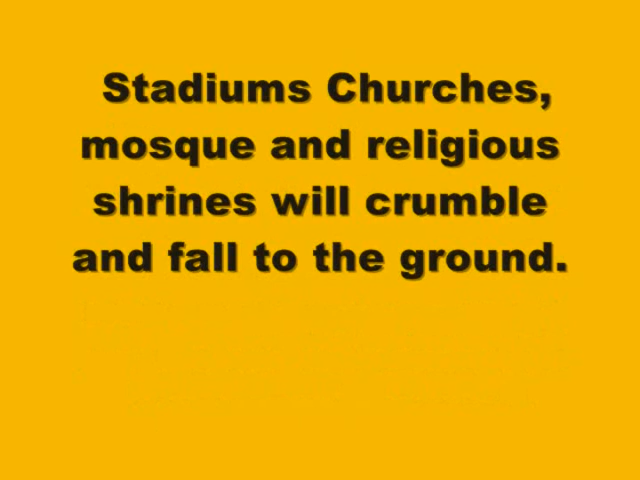 Stadiums Churches,
mosque and religious
shrines will crumble
and fall to the ground.